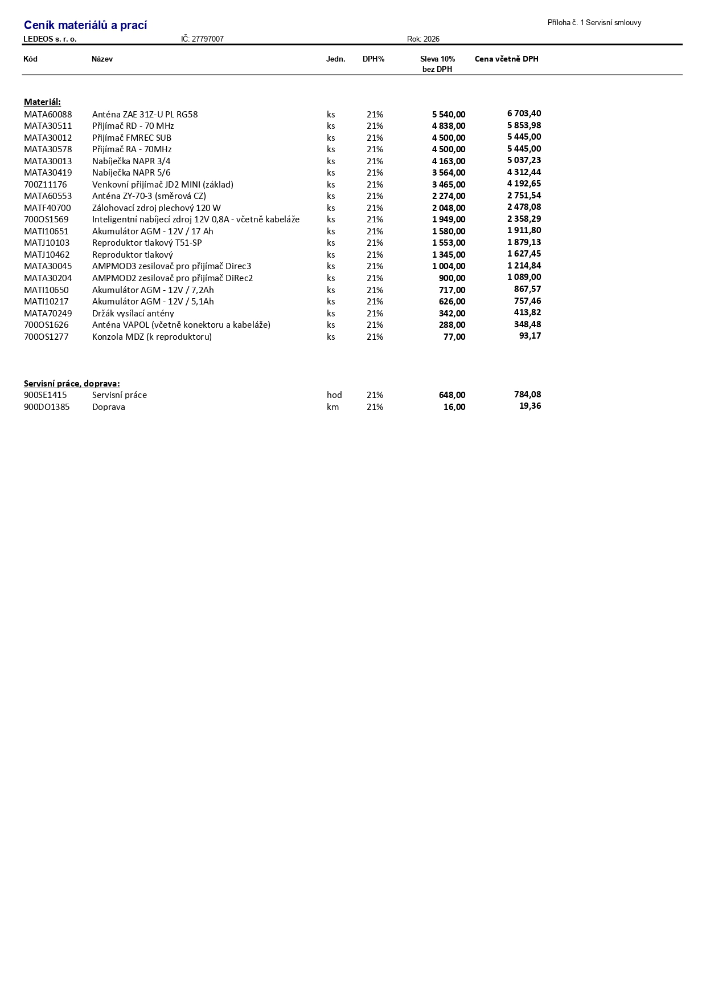 Ceník materiálů a prací
Příloha č. 1 Servisní smlouvy
LEDEOS s. r. o. IČ: 27797007 Rok: 2026
Kód Název Jedn. DPH% Sleva 10% Cena včetně DPH
bez DPH
Materiál:
MATA60088 Anténa ZAE 31Z-U PL RG58 ks 21% 5 540,00 6 703,40
MATA30511 Přijímač RD - 70 MHz ks 21% 4 838,00 5 853,98
MATA30012 Přijímač FMREC SUB ks 21% 4 500,00 5 445,00
MATA30578 Přijímač RA - 70MHz ks 21% 4 500,00 5 445,00
MATA30013 Nabíječka NAPR 3/4 ks 21% 4 163,00 5 037,23
MATA30419 Nabíječka NAPR 5/6 ks 21% 3 564,00 4 312,44
700Z11176 Venkovní přijímač JD2 MINI (základ) ks 21% 3 465,00 4 192,65
MATA60553 Anténa ZY-70-3 (směrová CZ) ks 21% 2 274,00 2 751,54
MATF40700 Zálohovací zdroj plechový 120 W ks 21% 2 048,00 2 478,08
700OS1569 Inteligentní nabíjecí zdroj 12V 0,8A - včetně kabeláže ks 21% 1 949,00 2 358,29
MATI10651 Akumulátor AGM - 12V / 17 Ah ks 21% 1 580,00 1 911,80
MATJ10103 Reproduktor tlakový T51-SP ks 21% 1 553,00 1 879,13
MATJ10462 Reproduktor tlakový ks 21% 1 345,00 1 627,45
MATA30045 AMPMOD3 zesilovač pro přijímač Direc3 ks 21% 1 004,00 1 214,84
MATA30204 AMPMOD2 zesilovač pro přijímač DiRec2 ks 21% 900,00 1 089,00
MATI10650 Akumulátor AGM - 12V / 7,2Ah ks 21% 717,00 867,57
MATI10217 Akumulátor AGM - 12V / 5,1Ah ks 21% 626,00 757,46
MATA70249 Držák vysílací antény ks 21% 342,00 413,82
700OS1626 Anténa VAPOL (včetně konektoru a kabeláže) ks 21% 288,00 348,48
700OS1277 Konzola MDZ (k reproduktoru) ks 21% 77,00 93,17
Servisní práce, doprava:
900SE1415 Servisní práce hod 21% 648,00 784,08
900DO1385 Doprava km 21% 16,00 19,36